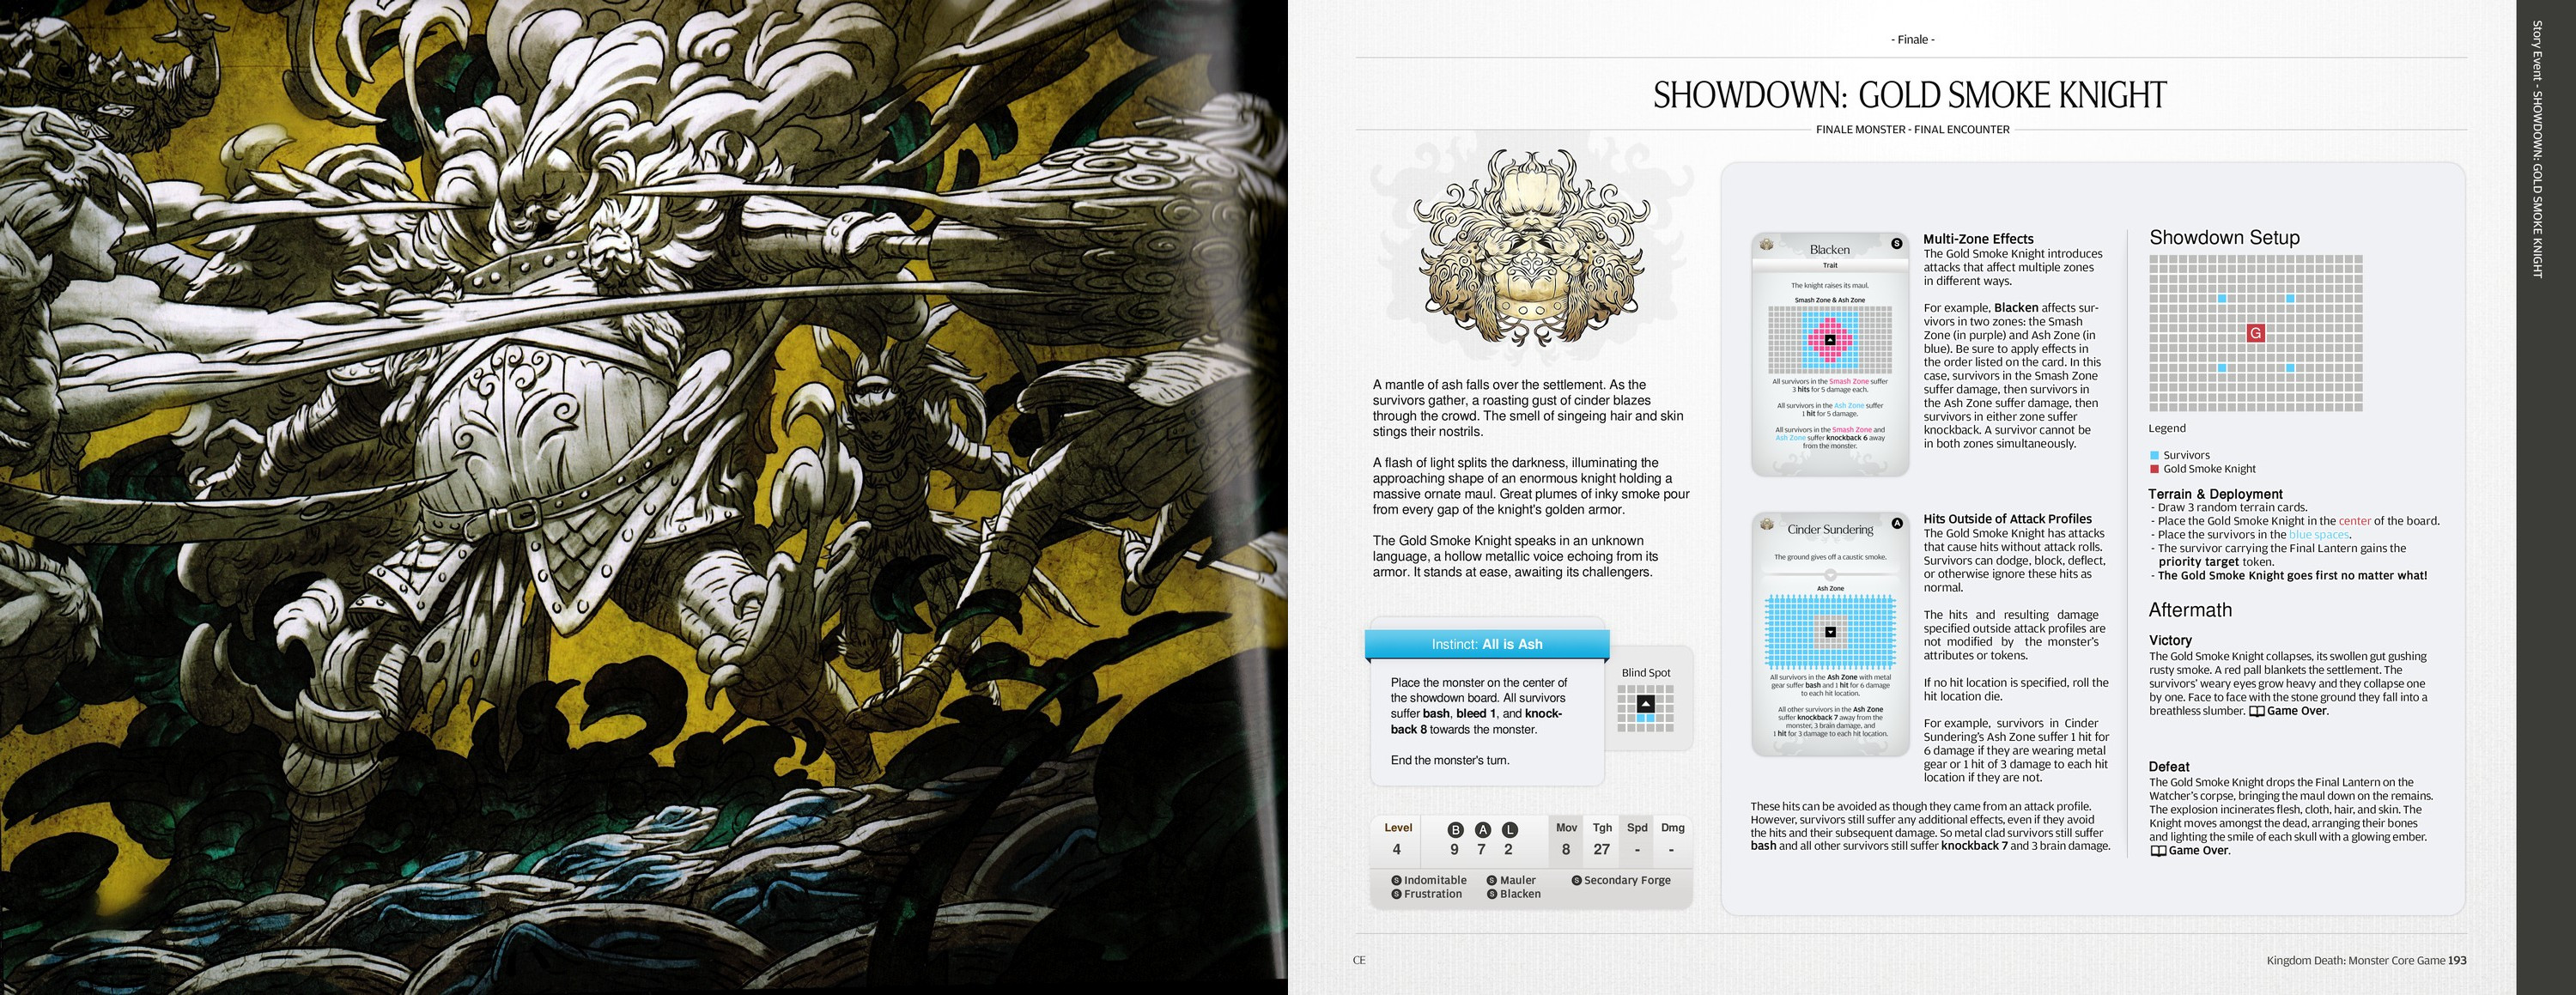 - Finale -
SHOWDOWN: GOLD SMOKE KNIGHT
FINALE MONSTER - FINAL ENCOUNTER
A mantle of ash falls over the settlement. As the
survivors gather, a roasting gust of cinder blazes
through the crowd. The smell of singeing hair and skin
stings their nostrils.
A flash of light splits the darkness, illuminating the
approaching shape of an enormous knight holding a
massive ornate maul. Great plumes of inky smoke pour
from every gap of the knight's golden armor.
The Gold Smoke Knight speaks in an unknown
language, a hollow metallic voice echoing from its
armor. It stands at ease, awaiting its challengers.
Instinct: All is Ash
Place the monster on the center of
the showdown board. All survivors
suffer bash, bleed 1, and knock-
back 8 towards the monster.
End the monster's turn.
Blind Spot
Level B A L Mov Tgh Spd Dmg
4 9 7 2 8 27 - -
S Indomitable S Mauler S Secondary Forge
S Frustration S Blacken
Blacken S
Trait
The knight raises its maul.
Smash Zone & Ash Zone
All survivors in the Smash Zone suffer
3 hits for 5 damage each.
All survivors in the Ash Zone suffer
1 hit for 5 damage.
All survivors in the Smash Zone and
Ash Zone suffer knockback 6 away
from the monster.
Multi-Zone Effects
The Gold Smoke Knight introduces
attacks that affect multiple zones
in different ways.
For example, Blacken affects sur-
vivors in two zones: the Smash
Zone (in purple) and Ash Zone (in
blue). Be sure to apply effects in
the order listed on the card. In this
case, survivors in the Smash Zone
suffer damage, then survivors in
the Ash Zone suffer damage, then
survivors in either zone suffer
knockback. A survivor cannot be
in both zones simultaneously.
Cinder Sundering A
The ground gives off a caustic smoke.
Ash Zone
All survivors in the Ash Zone with metal
gear suffer bash and 1 hit for 6 damage
to each hit location.
All other survivors in the Ash Zone
suffer knockback 7 away from the
monster, 3 brain damage, and
1 hit for 3 damage to each hit location.
Hits Outside of Attack Profiles
The Gold Smoke Knight has attacks
that cause hits without attack rolls.
Survivors can dodge, block, deflect,
or otherwise ignore these hits as
normal.
The hits and resulting damage
specified outside attack profiles are
not modified by the monster's
attributes or tokens.
If no hit location is specified, roll the
hit location die.
For example, survivors in Cinder
Sundering's Ash Zone suffer 1 hit for
6 damage if they are wearing metal
gear or 1 hit of 3 damage to each hit
location if they are not.
These hits can be avoided as though they came from an attack profile.
However, survivors still suffer any additional effects, even if they avoid
the hits and their subsequent damage. So metal clad survivors still suffer
bash and all other survivors still suffer knockback 7 and 3 brain damage.
Showdown Setup
G
Legend
Survivors
Gold Smoke Knight
Terrain & Deployment
- Draw 3 random terrain cards.
- Place the Gold Smoke Knight in the center of the board.
- Place the survivors in the blue spaces.
- The survivor carrying the Final Lantern gains the
priority target token.
- The Gold Smoke Knight goes first no matter what!
Aftermath
Victory
The Gold Smoke Knight collapses, its swollen gut gushing
rusty smoke. A red pall blankets the settlement. The
survivors' weary eyes grow heavy and they collapse one
by one. Face to face with the stone ground they fall into a
breathless slumber. Game Over.
Defeat
The Gold Smoke Knight drops the Final Lantern on the
Watcher's corpse, bringing the maul down on the remains.
The explosion incinerates flesh, cloth, hair, and skin. The
Knight moves amongst the dead, arranging their bones
and lighting the smile of each skull with a glowing ember.
Game Over.
CE
Kingdom Death: Monster Core Game 193
Story Event - SHOWDOWN: GOLD SMOKE KNIGHT